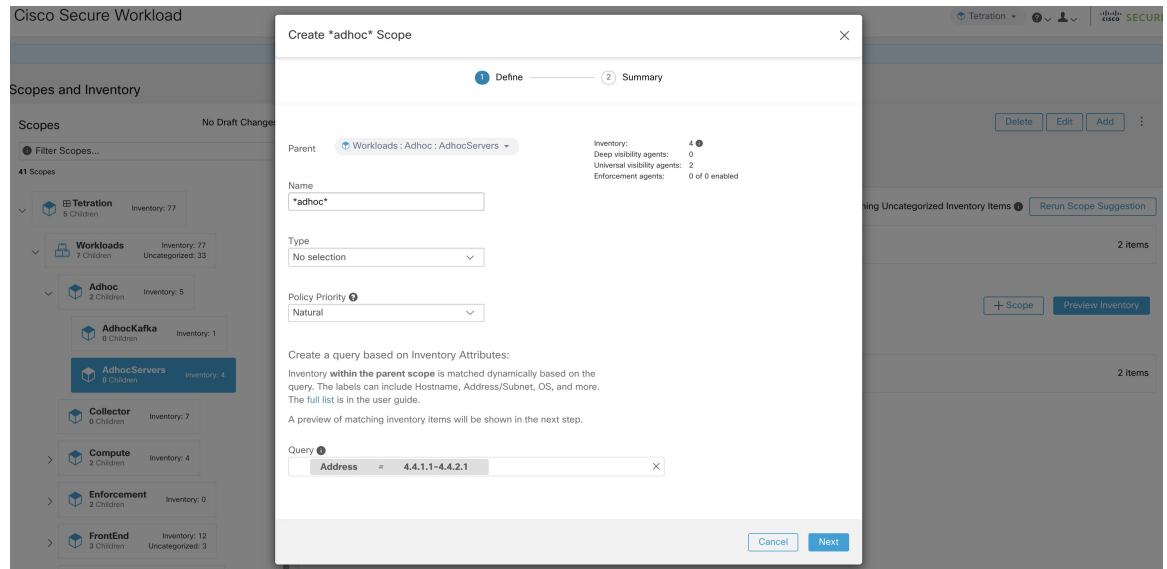 Cisco Secure Workload
Tetration
CISCO SECURE
Create *adhoc* Scope
1 Define
2 Summary
Scopes and Inventory
Scopes
No Draft Changes
Delete
Edit
Add
Filter Scopes...
41 Scopes
Tetration
5 Children
Inventory: 77
Workloads
7 Children
Inventory: 77
Uncategorized: 33
Adhoc
2 Children
Inventory: 5
AdhocKafka
0 Children
Inventory: 1
AdhocServers
0 Children
Inventory: 4
Collector
0 Children
Inventory: 7
Compute
2 Children
Inventory: 4
Enforcement
2 Children
Inventory: 0
FrontEnd
3 Children
Inventory: 12
Uncategorized: 3
Parent
Workloads : Adhoc : AdhocServers
Inventory: 4
Deep visibility agents: 0
Universal visibility agents: 2
Enforcement agents: 0 of 0 enabled
Name
*adhoc*
Type
No selection
Policy Priority
Natural
Create a query based on Inventory Attributes:
Inventory within the parent scope is matched dynamically based on the
query. The labels can include Hostname, Address/Subnet, OS, and more.
The full list is in the user guide.
A preview of matching inventory items will be shown in the next step.
Query
Address = 4.4.1.1-4.4.2.1
Cancel
Next
ning Uncategorized Inventory Items
Rerun Scope Suggestion
2 items
+ Scope
Preview Inventory
2 items